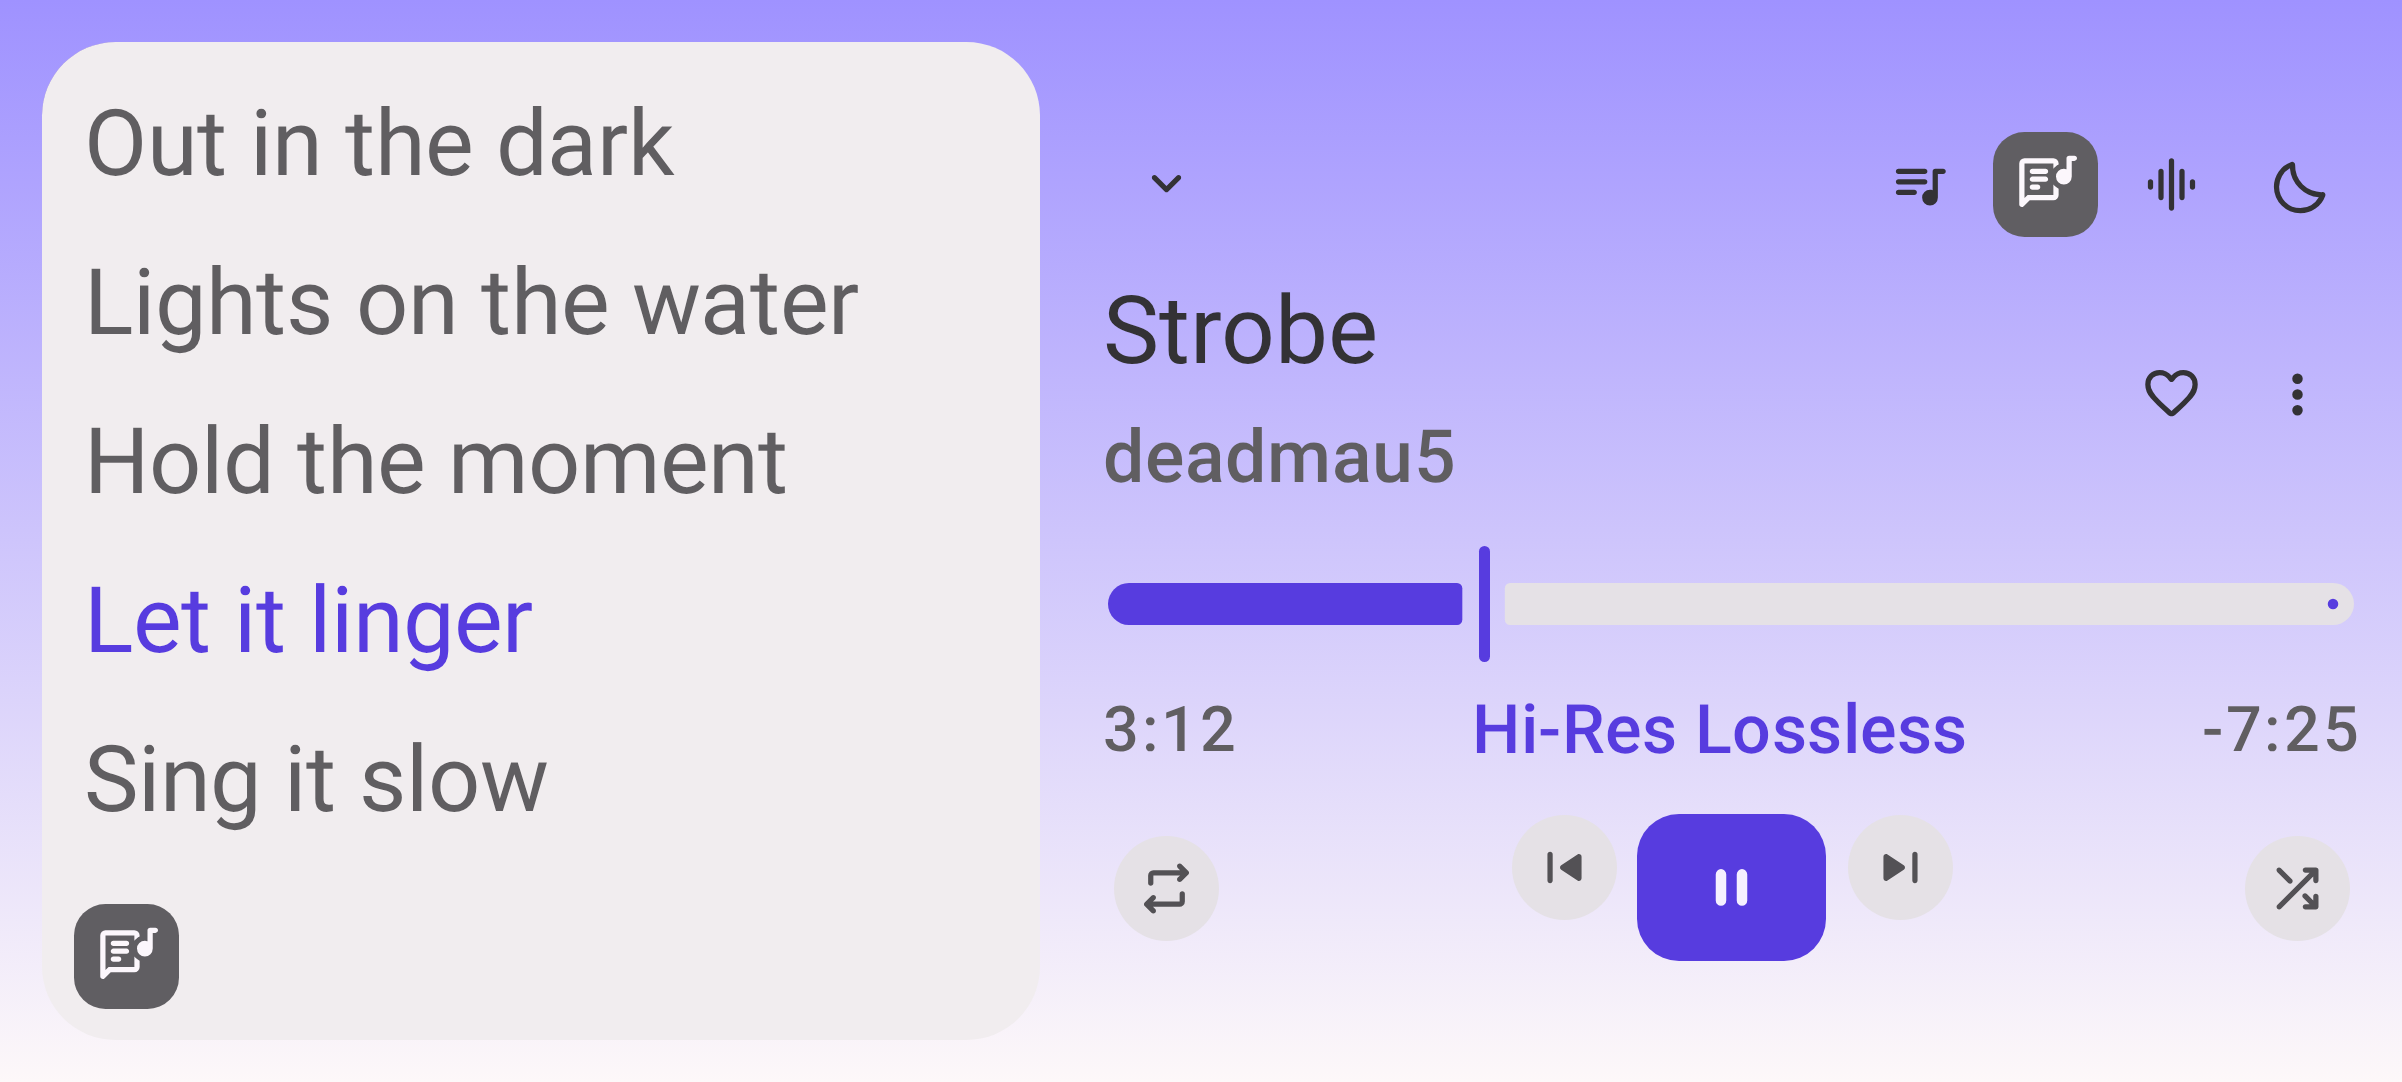 Out in the dark
Lights on the water
Hold the moment
Let it linger
Sing it slow
Strobe
deadmau5
3:12
Hi-Res Lossless
-7:25